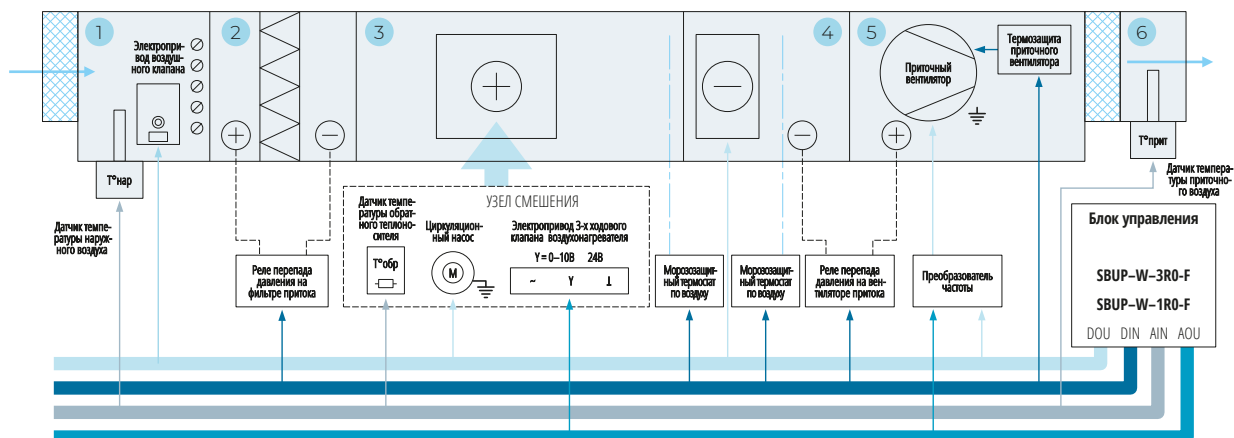 1
Электропри-
вод воздуш-
ного клапана
2
3
4
5
Приточный
вентилятор
Термозащита
приточного
вентилятора
6
Т°нар
Датчик темпе-
ратуры наруж-
ного воздуха
Т°прит
Датчик темпера-
туры приточно-
го воздуха
УЗЕЛ СМЕШЕНИЯ
Датчик темпе-
ратуры обрат-
ного теплоно-
сителя
Т°обр
Циркуляцион-
ный насос
M
Электропривод 3-х ходового
клапана воздухонагревателя
Y = 0–10В 24В
~ Y ⊥
Реле перепада
давления на
фильтре притока
Морозозащит-
ный термостат
по воздуху
Морозозащит-
ный термостат
по воздуху
Реле перепада
давления на вен-
тиляторе притока
Преобразователь
частоты
Блок управления
SBUP–W–3R0-F
SBUP–W–1R0-F
DOU DIN AIN AOU